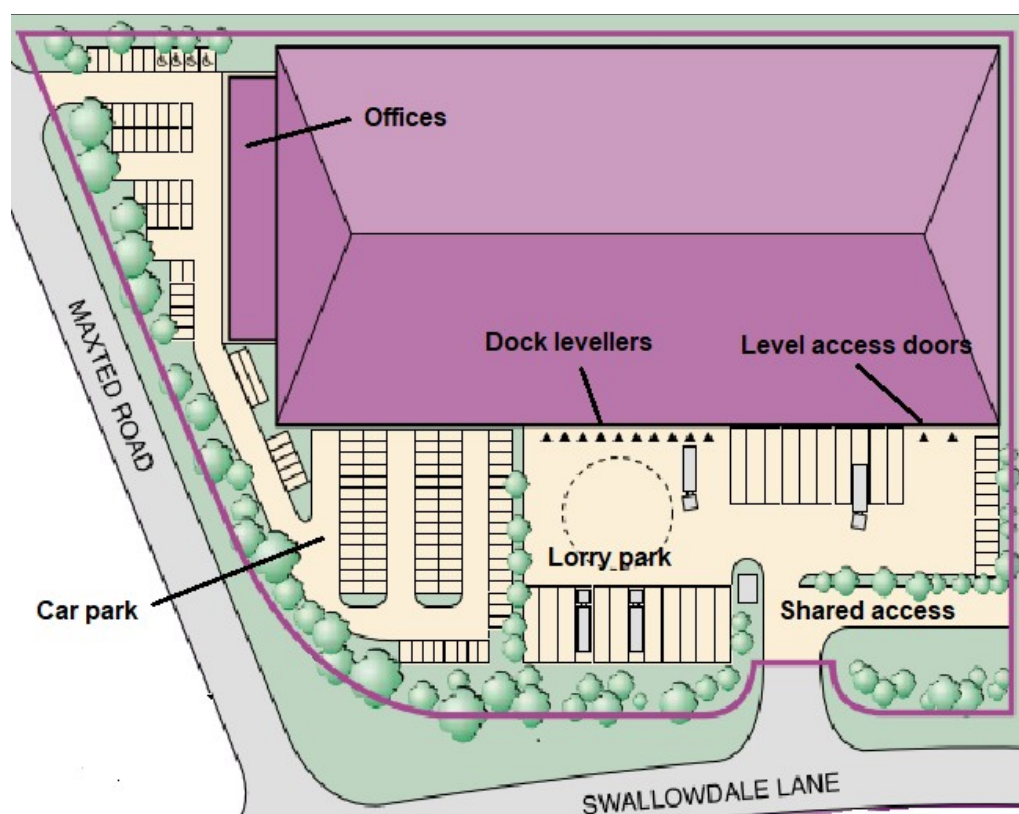 Offices
Dock levellers
Level access doors
MAXTED ROAD
Lorry park
Car park
Shared access
SWALLOWDALE LANE